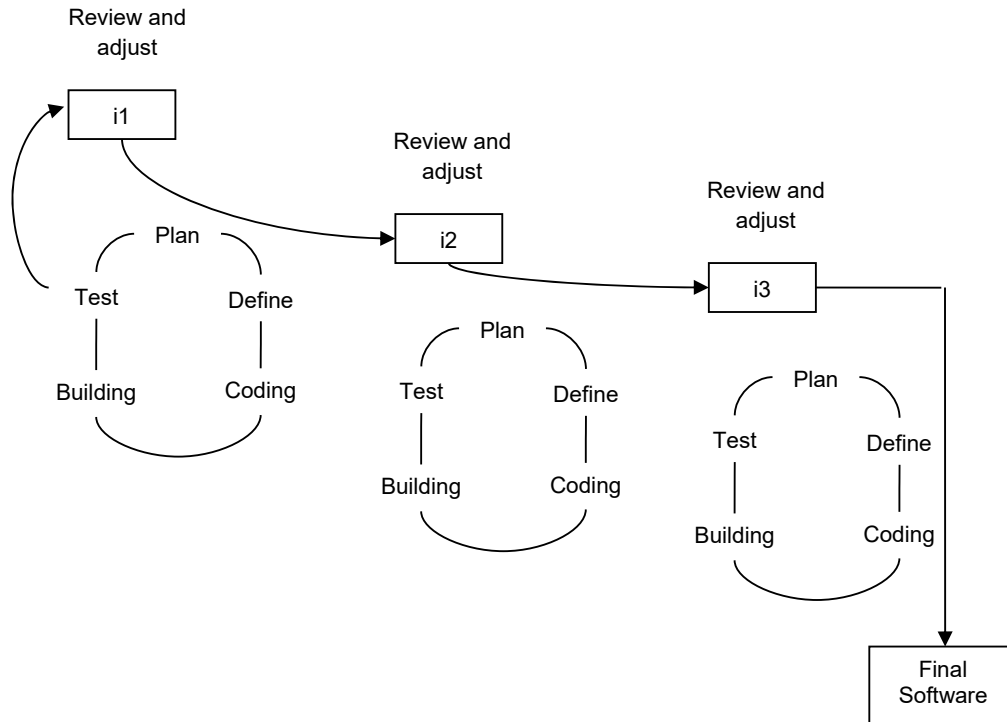 Review and
adjust
i1
Review and
adjust
i2
Review and
adjust
i3
Plan
Test
Define
Building
Coding
Plan
Test
Define
Building
Coding
Plan
Test
Define
Building
Coding
Final
Software